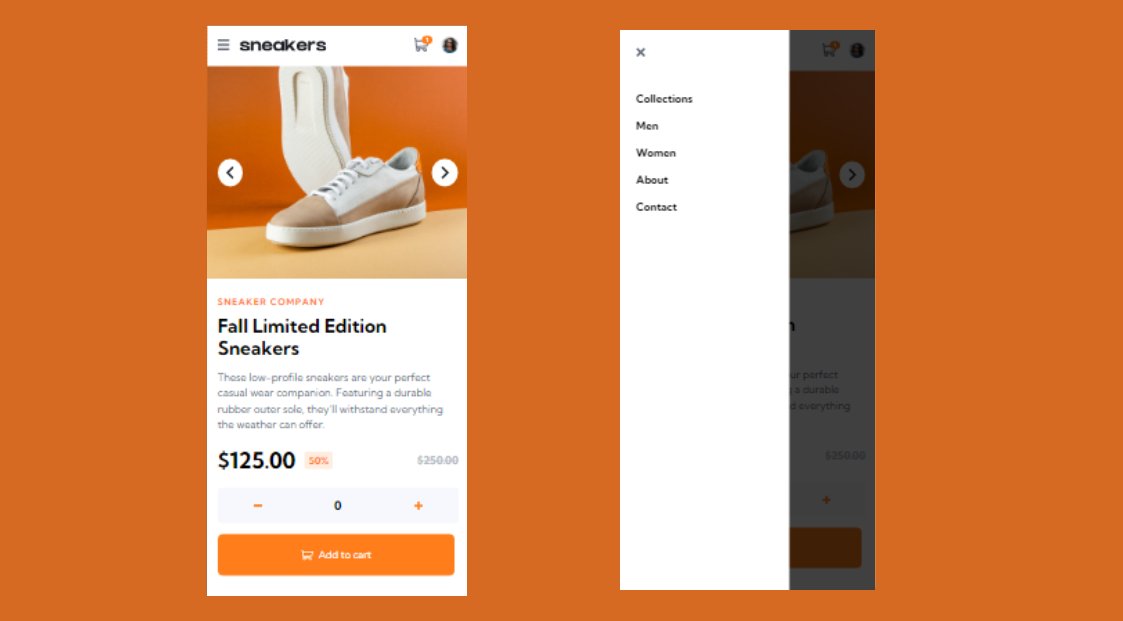 sneakers
SNEAKER COMPANY
Fall Limited Edition
Sneakers
These low-profile sneakers are your perfect
casual wear companion. Featuring a durable
rubber outer sole, they'll withstand everything
the weather can offer.
$125.00 50% $250.00
0
Add to cart
Collections
Men
Women
About
Contact
n
ur perfect
a durable
d everything
$250.00